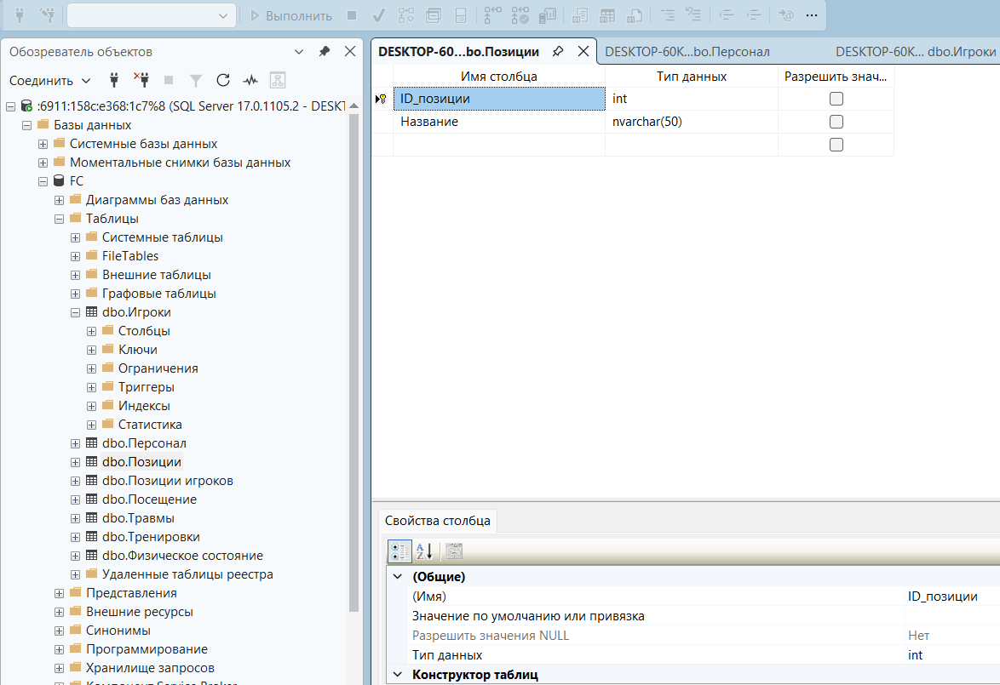 Выполнить
Обозреватель объектов
Соединить
:6911:158c:e368:1c7%8 (SQL Server 17.0.1105.2 - DESKT
Базы данных
Системные базы данных
Моментальные снимки базы данных
FC
Диаграммы баз данных
Таблицы
Системные таблицы
FileTables
Внешние таблицы
Графовые таблицы
dbo.Игроки
Столбцы
Ключи
Ограничения
Триггеры
Индексы
Статистика
dbo.Персонал
dbo.Позиции
dbo.Позиции игроков
dbo.Посещение
dbo.Травмы
dbo.Тренировки
dbo.Физическое состояние
Удаленные таблицы реестра
Представления
Внешние ресурсы
Синонимы
Программирование
Хранилище запросов
Компонент Service Broker
DESKTOP-60...bo.Позиции DESKTOP-60K...bo.Персонал DESKTOP-60K... dbo.Игроки
Имя столбца Тип данных Разрешить знач...
ID_позиции int
Название nvarchar(50)
Свойства столбца
(Общие)
(Имя) ID_позиции
Значение по умолчанию или привязка
Разрешить значения NULL Нет
Тип данных int
Конструктор таблиц